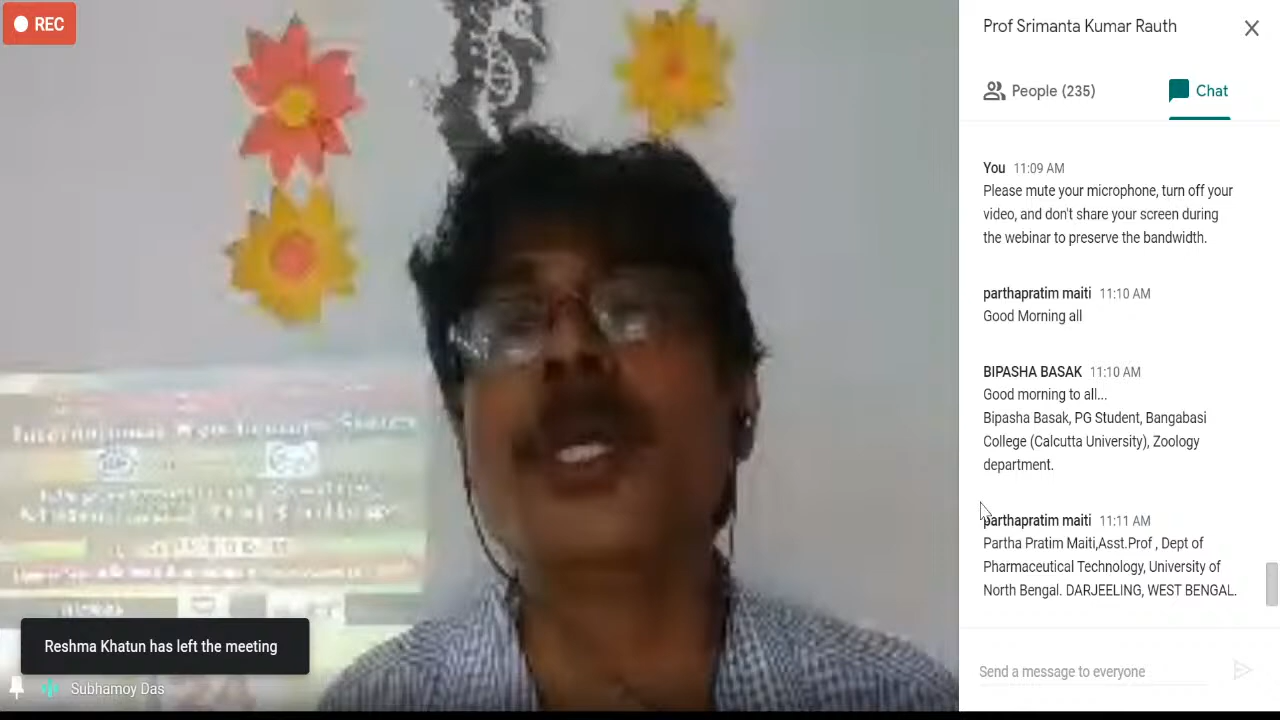 REC
International
Reshma Khatun has left the meeting
Subhamoy Das
Prof Srimanta Kumar Rauth
People (235)
Chat
You 11:09 AM
Please mute your microphone, turn off your
video, and don't share your screen during
the webinar to preserve the bandwidth.
parthapratim maiti 11:10 AM
Good Morning all
BIPASHA BASAK 11:10 AM
Good morning to all...
Bipasha Basak, PG Student, Bangabasi
College (Calcutta University), Zoology
department.
parthapratim maiti 11:11 AM
Partha Pratim Maiti,Asst.Prof , Dept of
Pharmaceutical Technology, University of
North Bengal. DARJEELING, WEST BENGAL.
Send a message to everyone